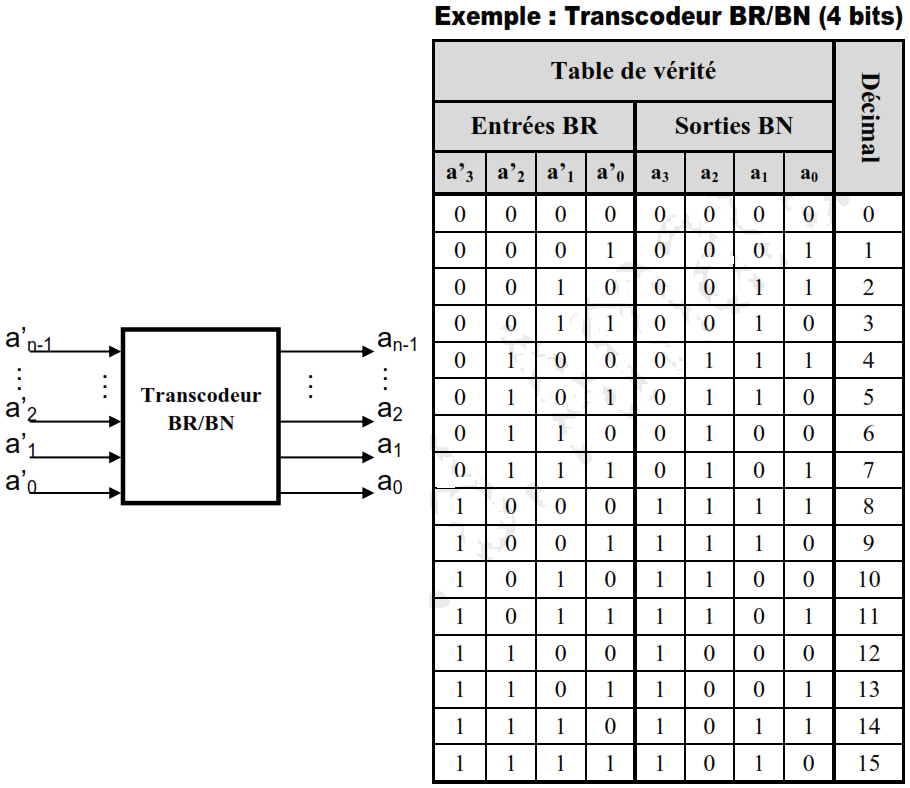 Exemple : Transcodeur BR/BN (4 bits)
Table de vérité
Décimal
Entrées BR Sorties BN
a’3 a’2 a’1 a’0 a3 a2 a1 a0
0 0 0 0 0 0 0 0 0
0 0 0 1 0 0 0 1 1
0 0 1 0 0 0 1 1 2
0 0 1 1 0 0 1 0 3
0 1 0 0 0 1 1 1 4
0 1 0 1 0 1 1 0 5
0 1 1 0 0 1 0 0 6
0 1 1 1 0 1 0 1 7
1 0 0 0 1 1 1 1 8
1 0 0 1 1 1 1 0 9
1 0 1 0 1 1 0 0 10
1 0 1 1 1 1 0 1 11
1 1 0 0 1 0 0 0 12
1 1 0 1 1 0 0 1 13
1 1 1 0 1 0 1 1 14
1 1 1 1 1 0 1 0 15
a’n-1 an-1
Transcodeur
BR/BN
a’2 a2
a’1 a1
a’0 a0